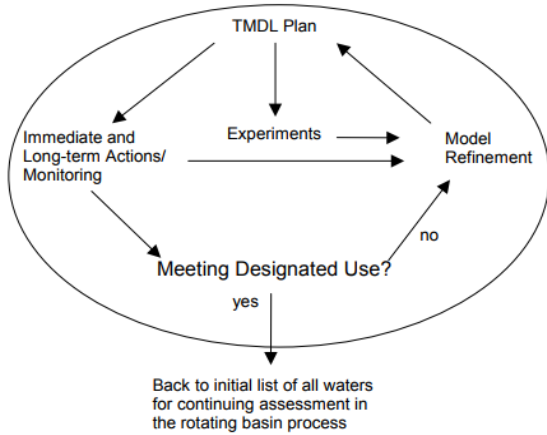 TMDL Plan
Immediate and
Long-term Actions/
Monitoring
Experiments
Model
Refinement
no
Meeting Designated Use?
yes
Back to initial list of all waters
for continuing assessment in
the rotating basin process